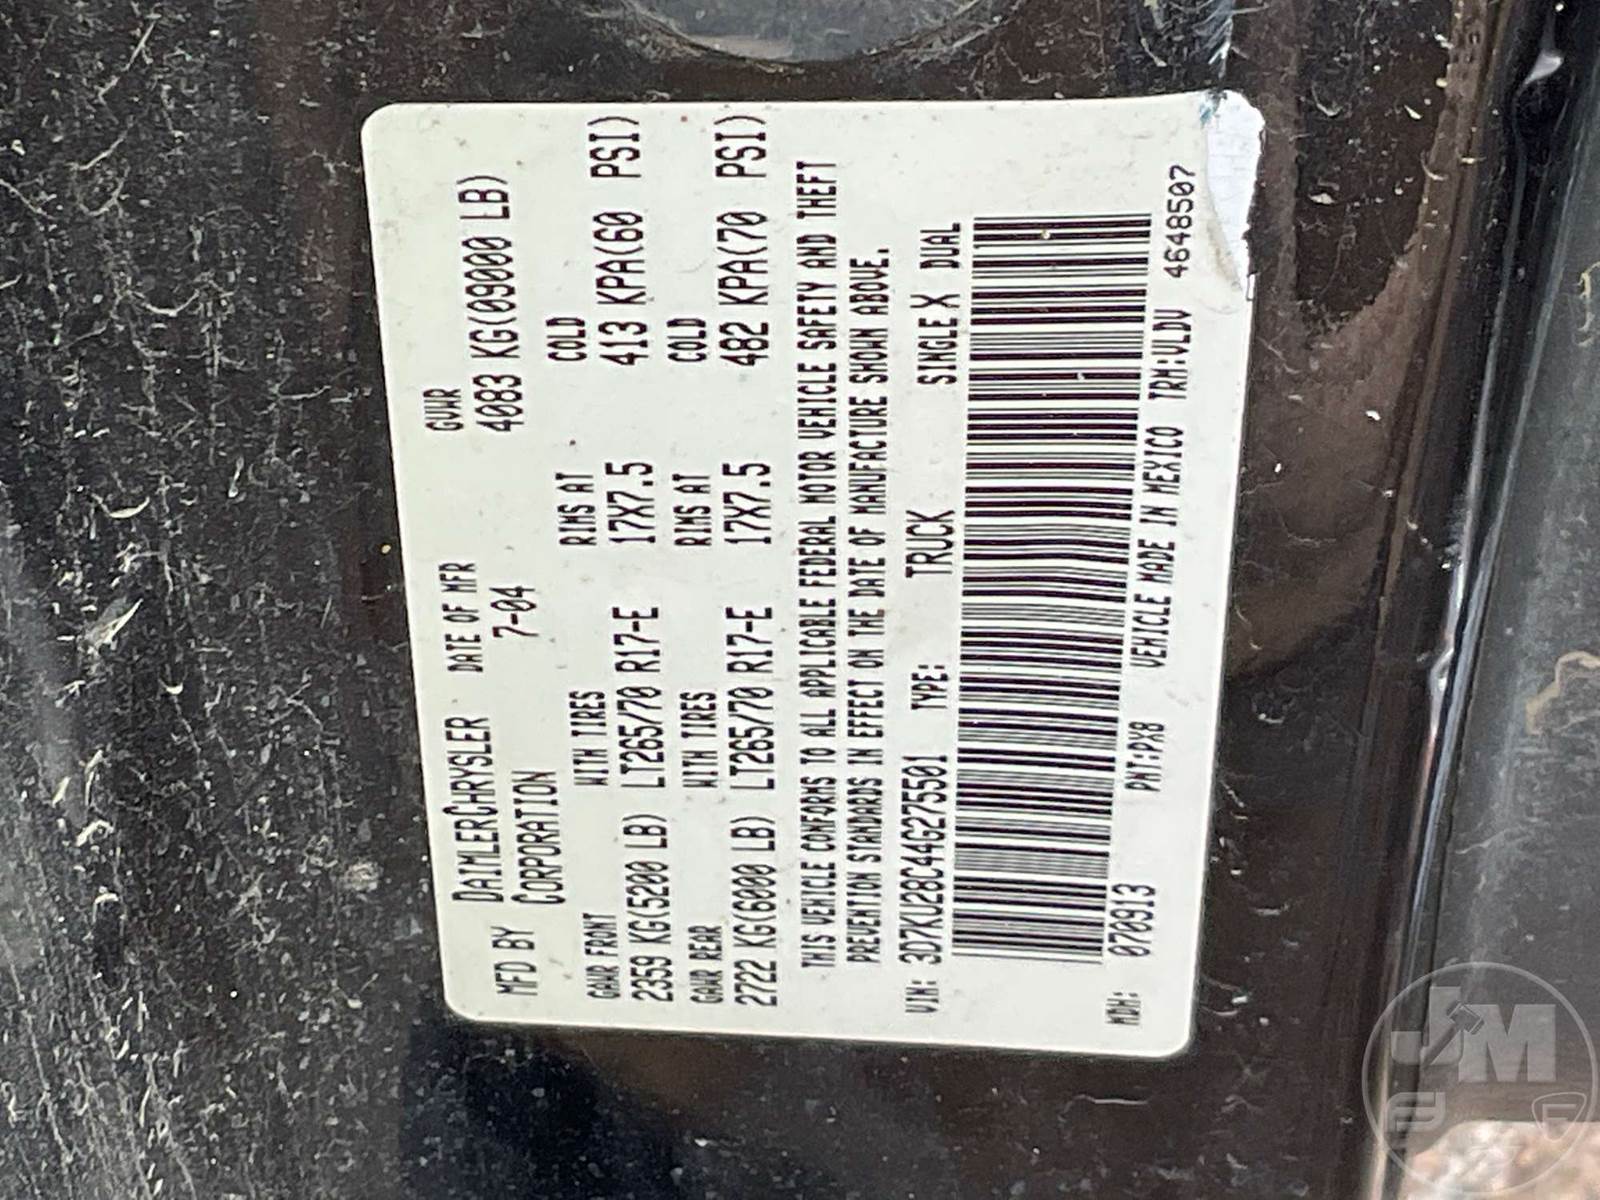 MFD BY DAIMLERCHRYSLER CORPORATION
DATE OF MFR GVWR
7-04 4083 KG(09000 LB)
GAWR FRONT WITH TIRES RIMS AT COLD
2359 KG(5200 LB) LT265/70 R17-E 17X7.5 413 KPA(60 PSI)
GAWR REAR WITH TIRES RIMS AT COLD
2722 KG(6000 LB) LT265/70 R17-E 17X7.5 482 KPA(70 PSI)
THIS VEHICLE CONFORMS TO ALL APPLICABLE FEDERAL MOTOR VEHICLE SAFETY AND THEFT
PREVENTION STANDARDS IN EFFECT ON THE DATE OF MANUFACTURE SHOWN ABOVE.
VIN: 3D7KU28C44G275501 TYPE: TRUCK SINGLE X DUAL
MDH: 070913 PNT:PX8 VEHICLE MADE IN MEXICO TRM:VLDV 4648507
JM